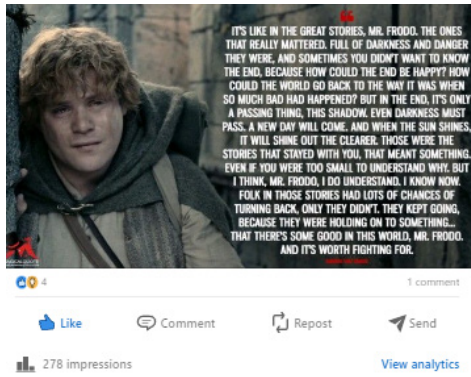 IT'S LIKE IN THE GREAT STORIES, MR. FRODO. THE ONES
THAT REALLY MATTERED. FULL OF DARKNESS AND DANGER
THEY WERE, AND SOMETIMES YOU DIDN'T WANT TO KNOW
THE END, BECAUSE HOW COULD THE END BE HAPPY? HOW
COULD THE WORLD GO BACK TO THE WAY IT WAS WHEN
SO MUCH BAD HAD HAPPENED? BUT IN THE END, IT'S ONLY
A PASSING THING, THIS SHADOW. EVEN DARKNESS MUST
PASS. A NEW DAY WILL COME. AND WHEN THE SUN SHINES,
IT WILL SHINE OUT THE CLEARER. THOSE WERE THE
STORIES THAT STAYED WITH YOU, THAT MEANT SOMETHING.
EVEN IF YOU WERE TOO SMALL TO UNDERSTAND WHY. BUT
I THINK, MR. FRODO, I DO UNDERSTAND. I KNOW NOW.
FOLK IN THOSE STORIES HAD LOTS OF CHANCES OF
TURNING BACK, ONLY THEY DIDN'T. THEY KEPT GOING,
BECAUSE THEY WERE HOLDING ON TO SOMETHING...
THAT THERE'S SOME GOOD IN THIS WORLD, MR. FRODO.
AND IT'S WORTH FIGHTING FOR.
4
1 comment
Like
Comment
Repost
Send
278 impressions
View analytics